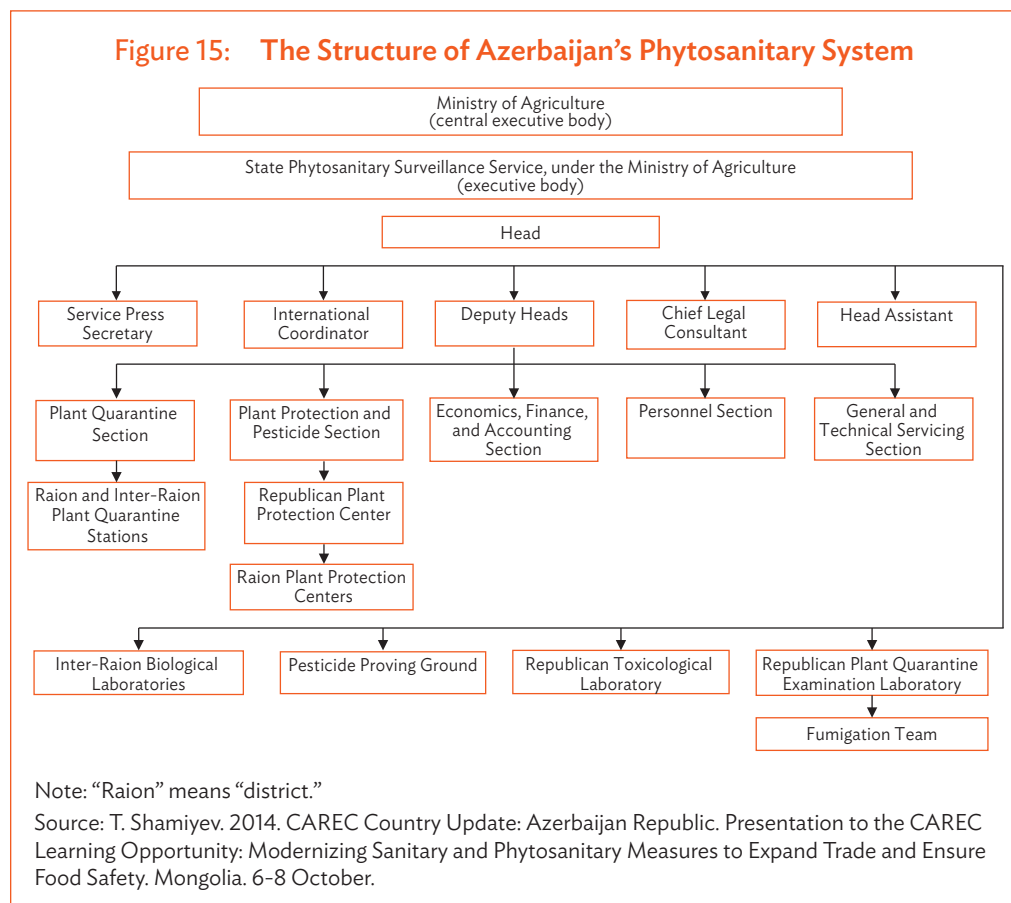 Figure 15: The Structure of Azerbaijan's Phytosanitary System
Ministry of Agriculture
(central executive body)
State Phytosanitary Surveillance Service, under the Ministry of Agriculture
(executive body)
Head
Service Press
Secretary
International
Coordinator
Deputy Heads
Chief Legal
Consultant
Head Assistant
Plant Quarantine
Section
Plant Protection and
Pesticide Section
Economics, Finance,
and Accounting
Section
Personnel Section
General and
Technical Servicing
Section
Raion and Inter-Raion
Plant Quarantine
Stations
Republican Plant
Protection Center
Raion Plant Protection
Centers
Inter-Raion Biological
Laboratories
Pesticide Proving Ground
Republican Toxicological
Laboratory
Republican Plant Quarantine
Examination Laboratory
Fumigation Team
Note: “Raion” means “district.”
Source: T. Shamiyev. 2014. CAREC Country Update: Azerbaijan Republic. Presentation to the CAREC
Learning Opportunity: Modernizing Sanitary and Phytosanitary Measures to Expand Trade and Ensure
Food Safety. Mongolia. 6–8 October.